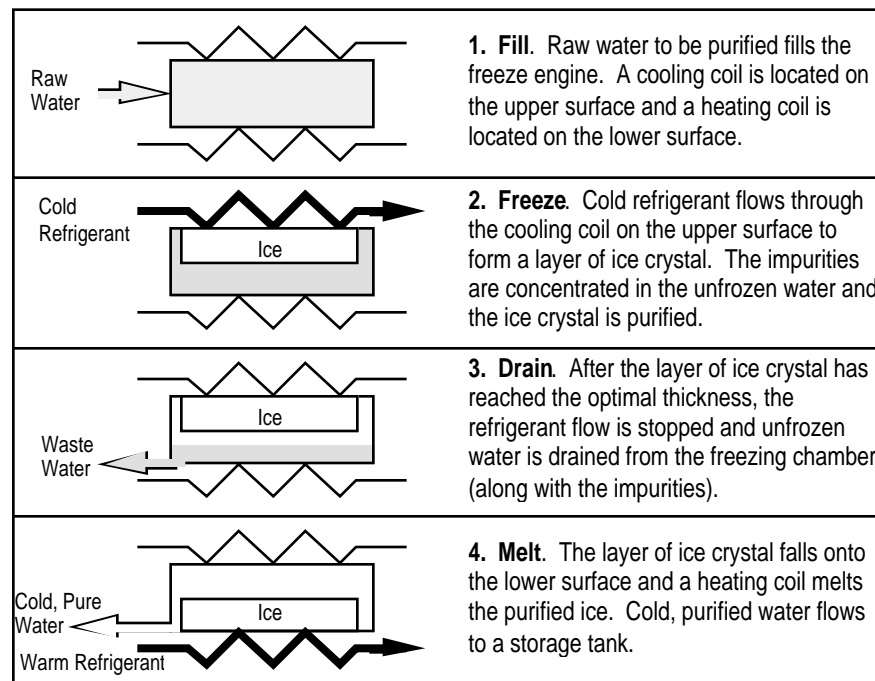 Raw
Water
1. Fill. Raw water to be purified fills the
freeze engine. A cooling coil is located on
the upper surface and a heating coil is
located on the lower surface.
Cold
Refrigerant
Ice
2. Freeze. Cold refrigerant flows through
the cooling coil on the upper surface to
form a layer of ice crystal. The impurities
are concentrated in the unfrozen water and
the ice crystal is purified.
Ice
Waste
Water
3. Drain. After the layer of ice crystal has
reached the optimal thickness, the
refrigerant flow is stopped and unfrozen
water is drained from the freezing chamber
(along with the impurities).
Cold, Pure
Water
Ice
Warm Refrigerant
4. Melt. The layer of ice crystal falls onto
the lower surface and a heating coil melts
the purified ice. Cold, purified water flows
to a storage tank.